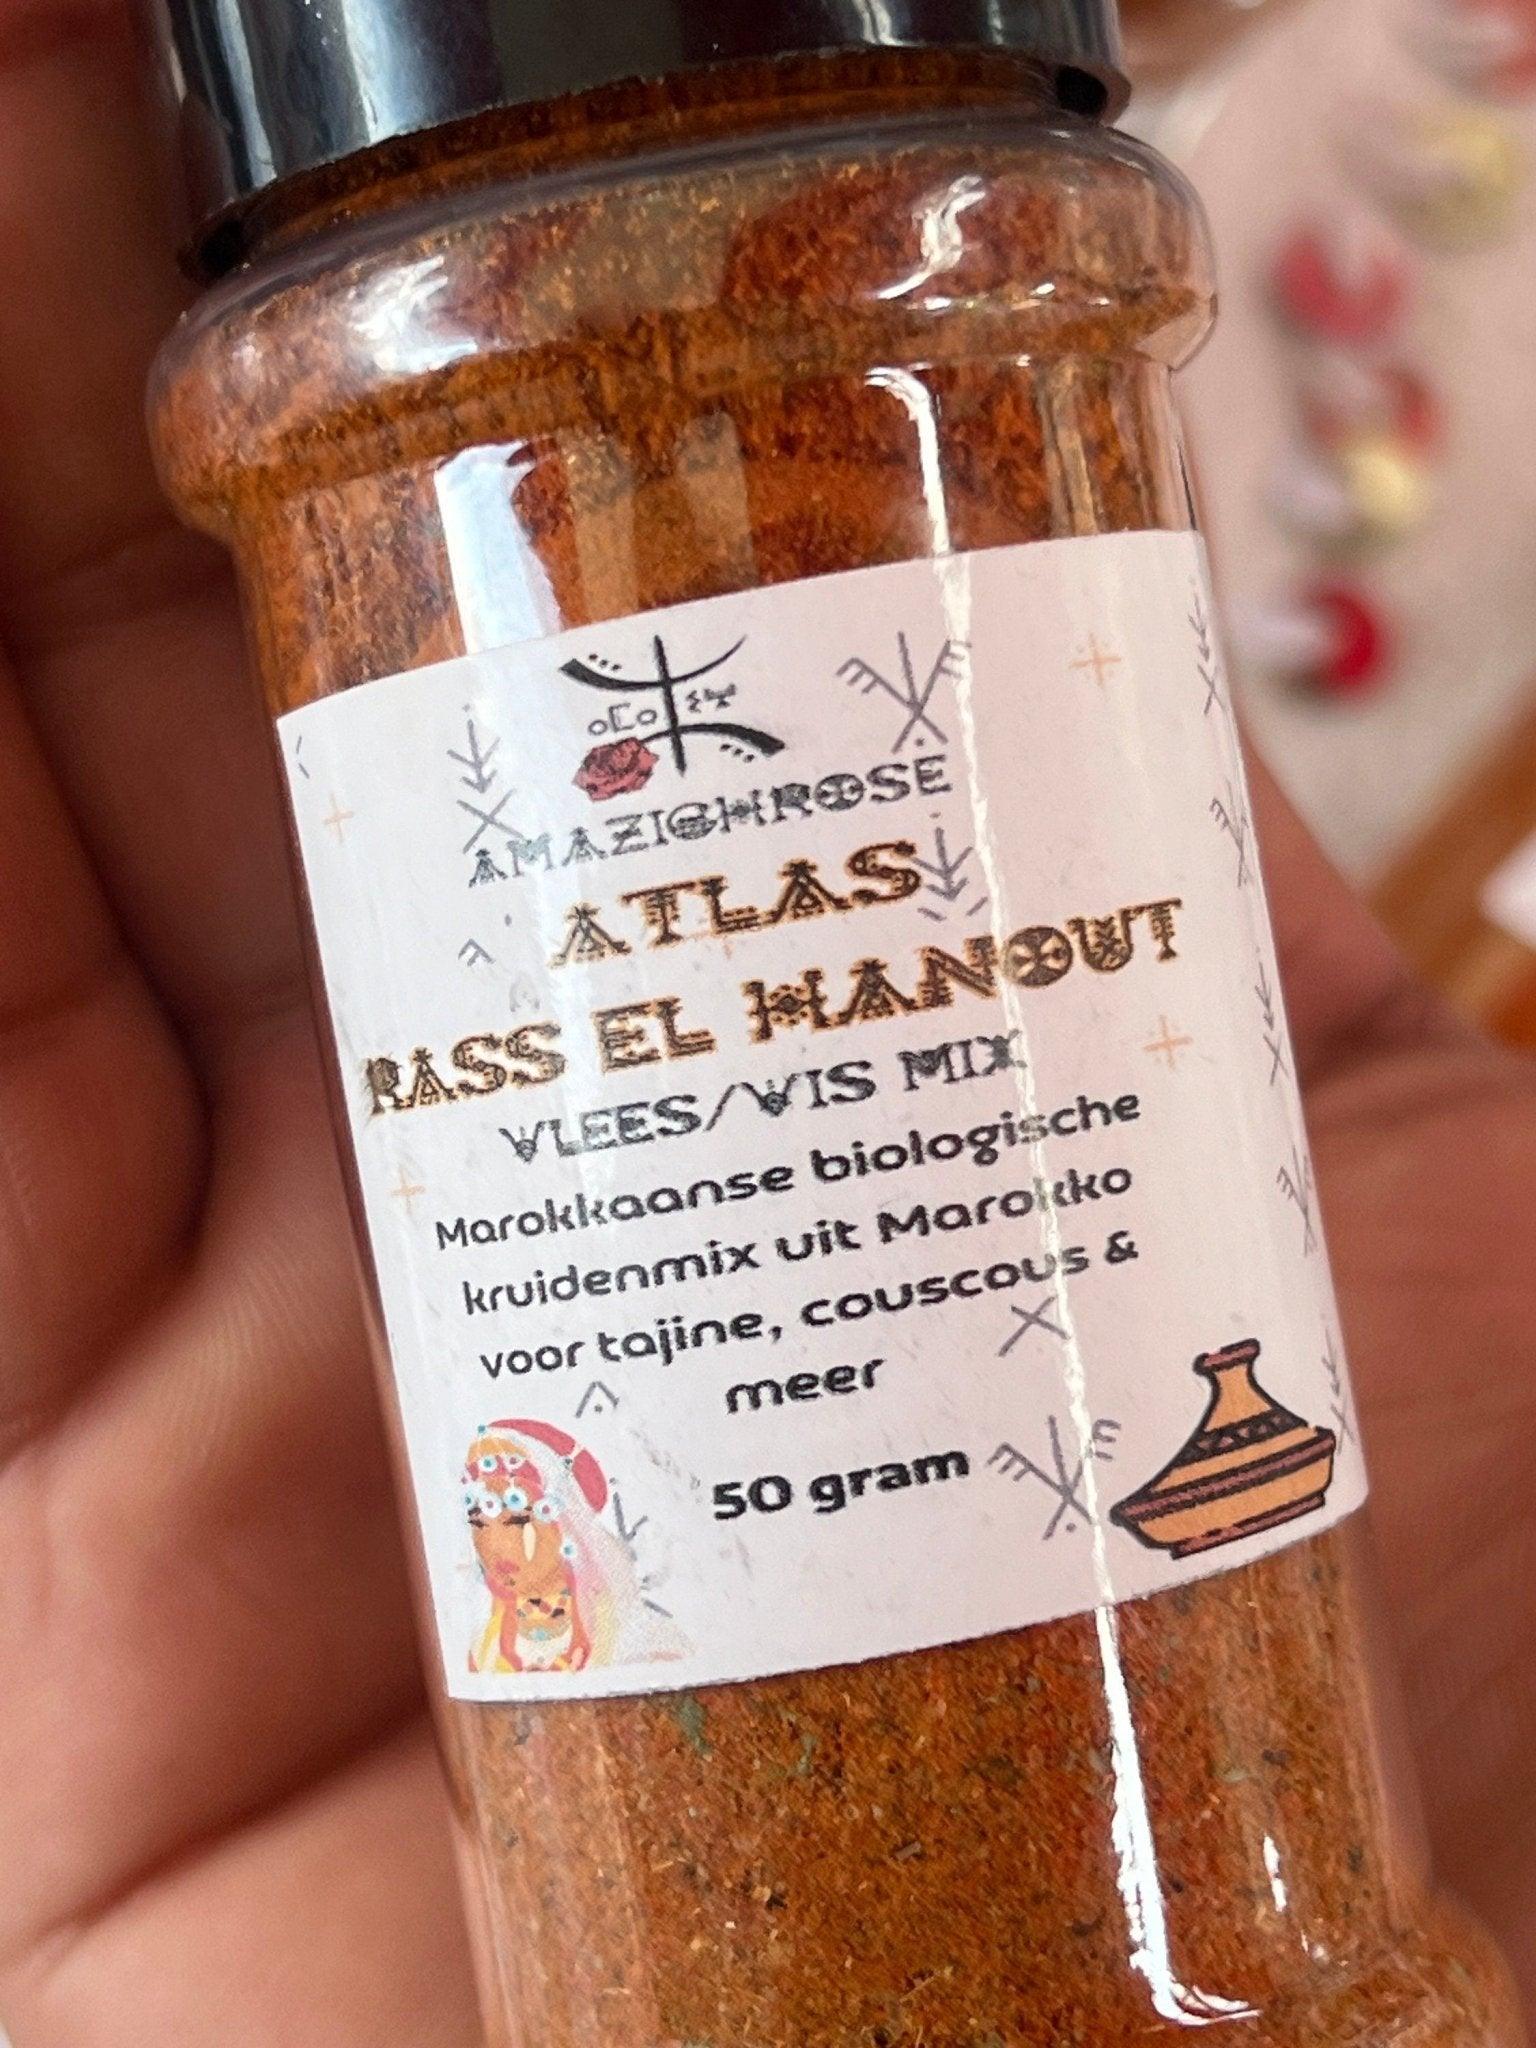 AMAZIGHROSE
ATLAS
RASS EL HANOUT
VLEES/VIS MIX
Marokkaanse biologische
kruidenmix uit Marokko
voor tajine, couscous &
meer
50 gram